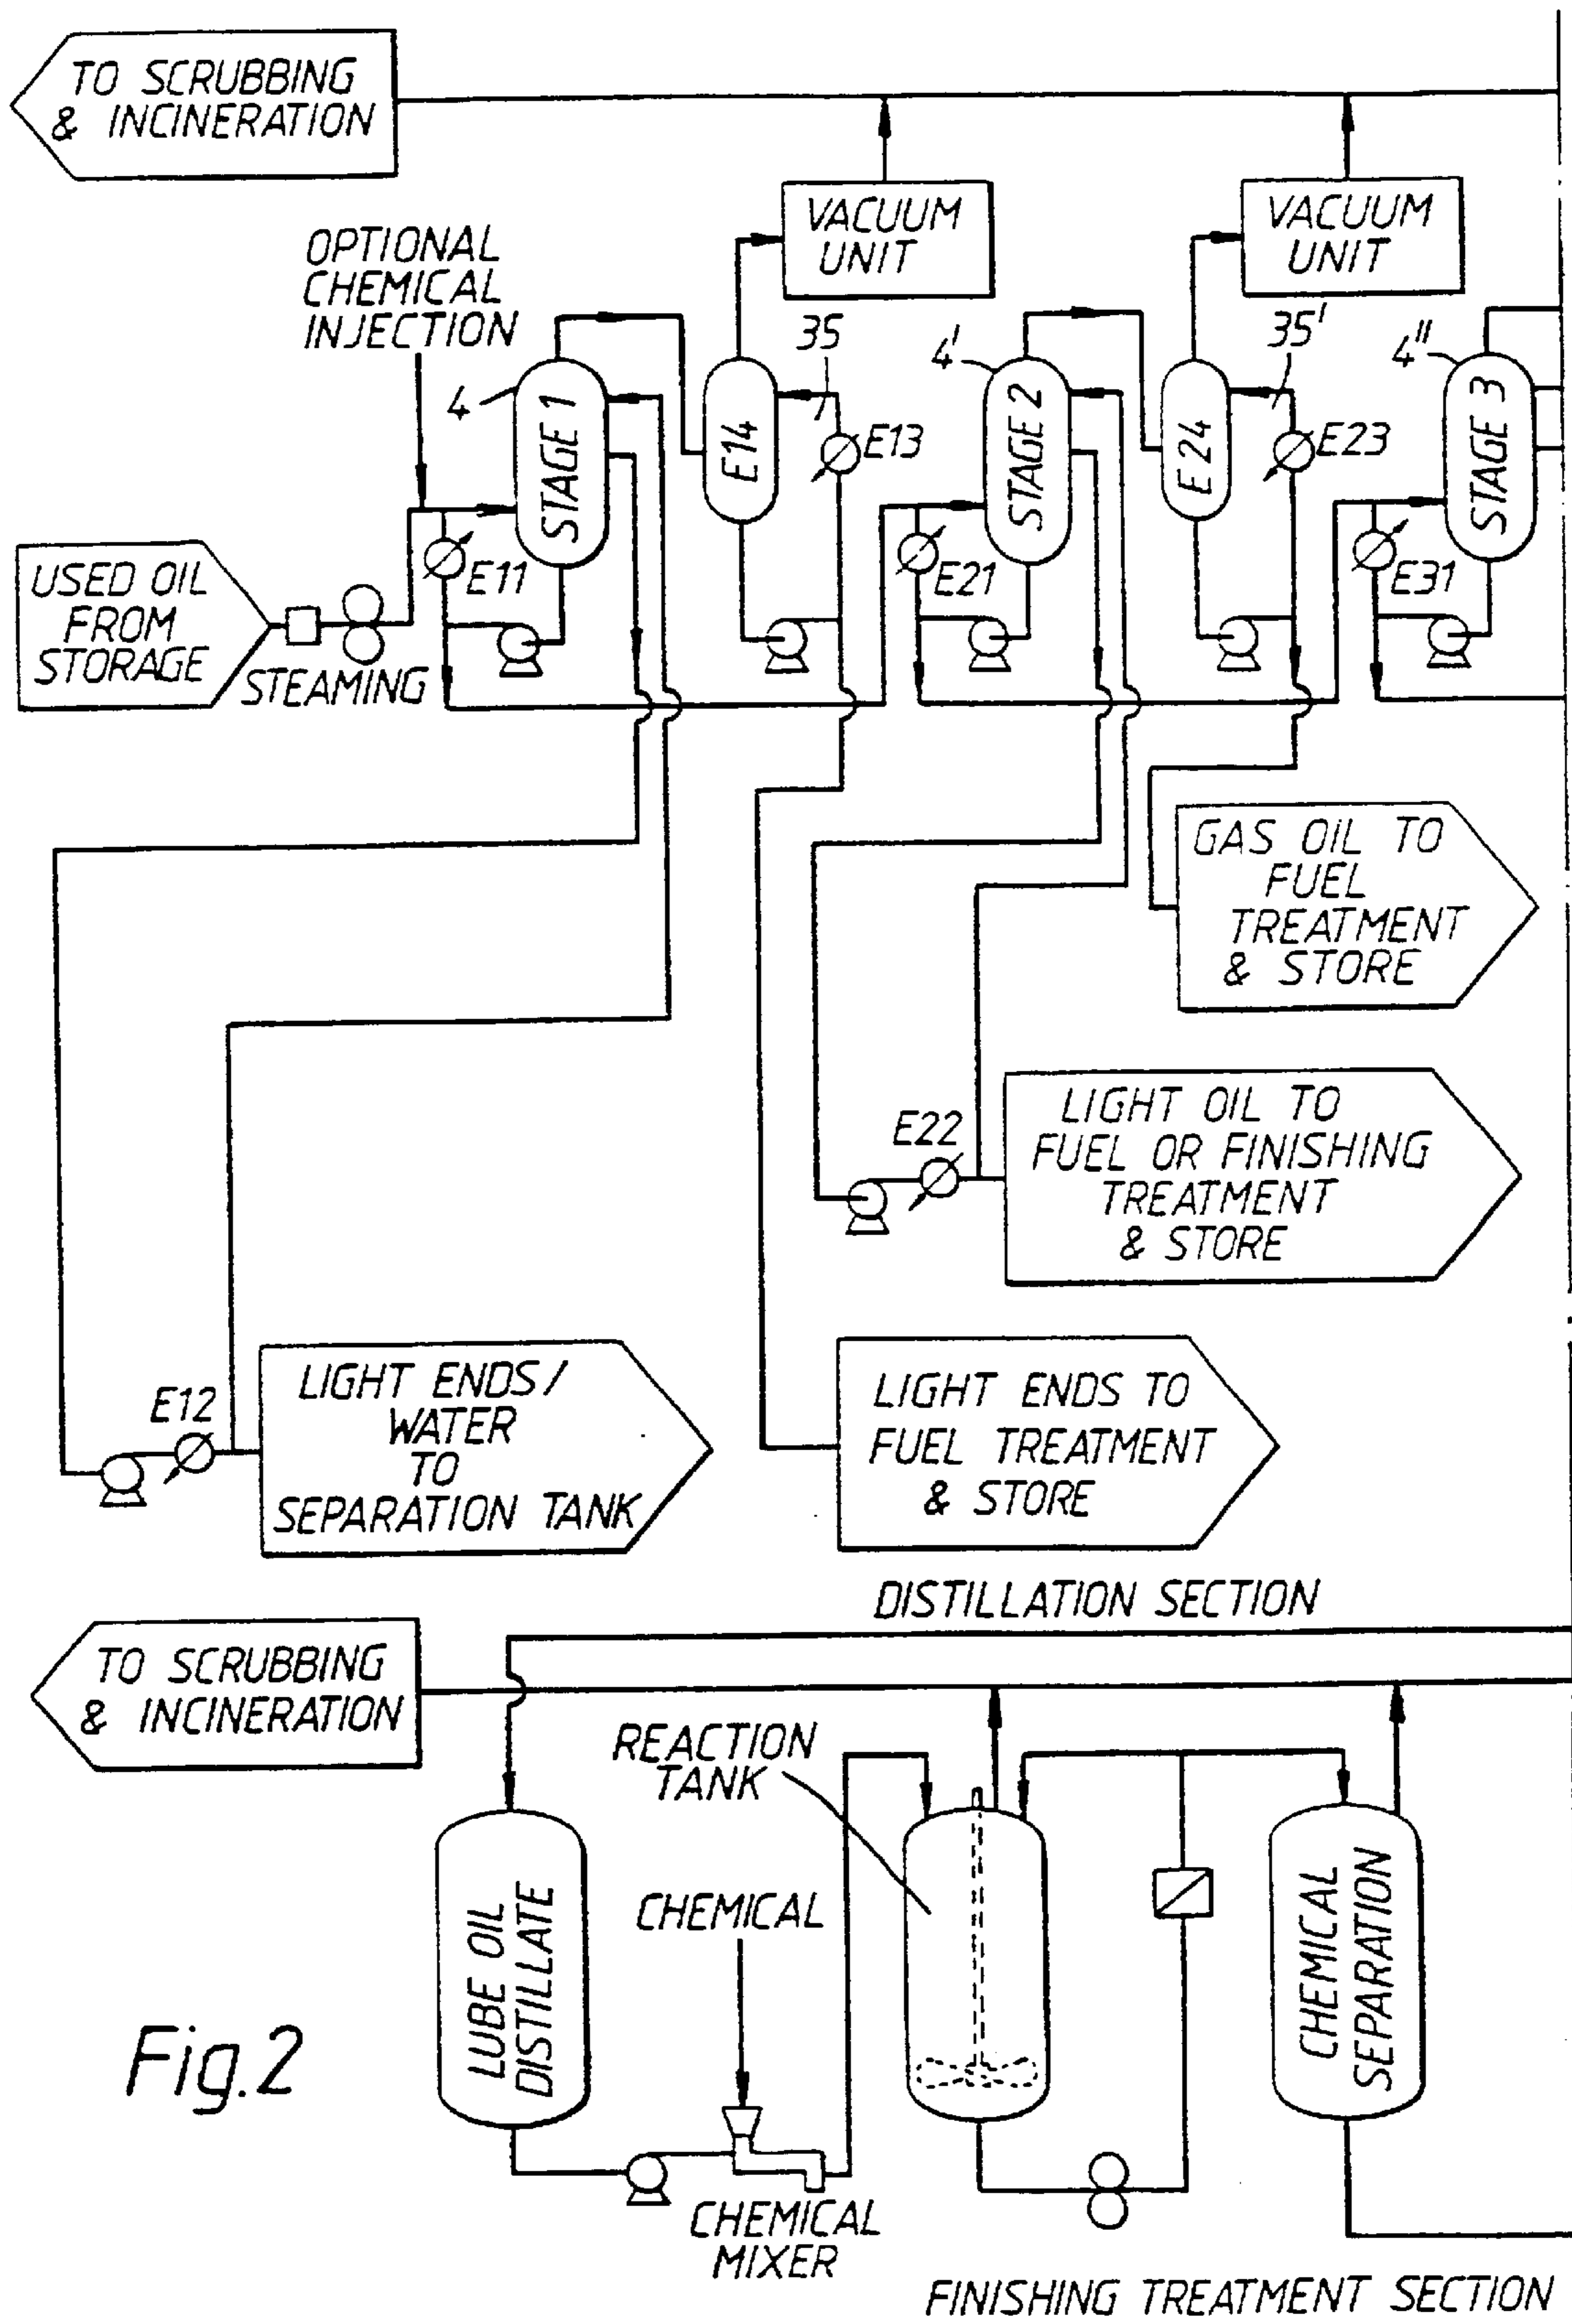 TO SCRUBBING
& INCINERATION
VACUUM
UNIT
VACUUM
UNIT
OPTIONAL
CHEMICAL
INJECTION
4
STAGE 1
E14
35
E13
4'
STAGE 2
E24
35'
E23
4"
STAGE 3
E11
E21
E31
USED OIL
FROM
STORAGE
STEAMING
GAS OIL TO
FUEL
TREATMENT
& STORE
E22
LIGHT OIL TO
FUEL OR FINISHING
TREATMENT
& STORE
E12
LIGHT ENDS/
WATER
TO
SEPARATION TANK
LIGHT ENDS TO
FUEL TREATMENT
& STORE
DISTILLATION SECTION
TO SCRUBBING
& INCINERATION
REACTION
TANK
LUBE OIL
DISTILLATE
CHEMICAL
CHEMICAL
SEPARATION
Fig.2
CHEMICAL
MIXER
FINISHING TREATMENT SECTION